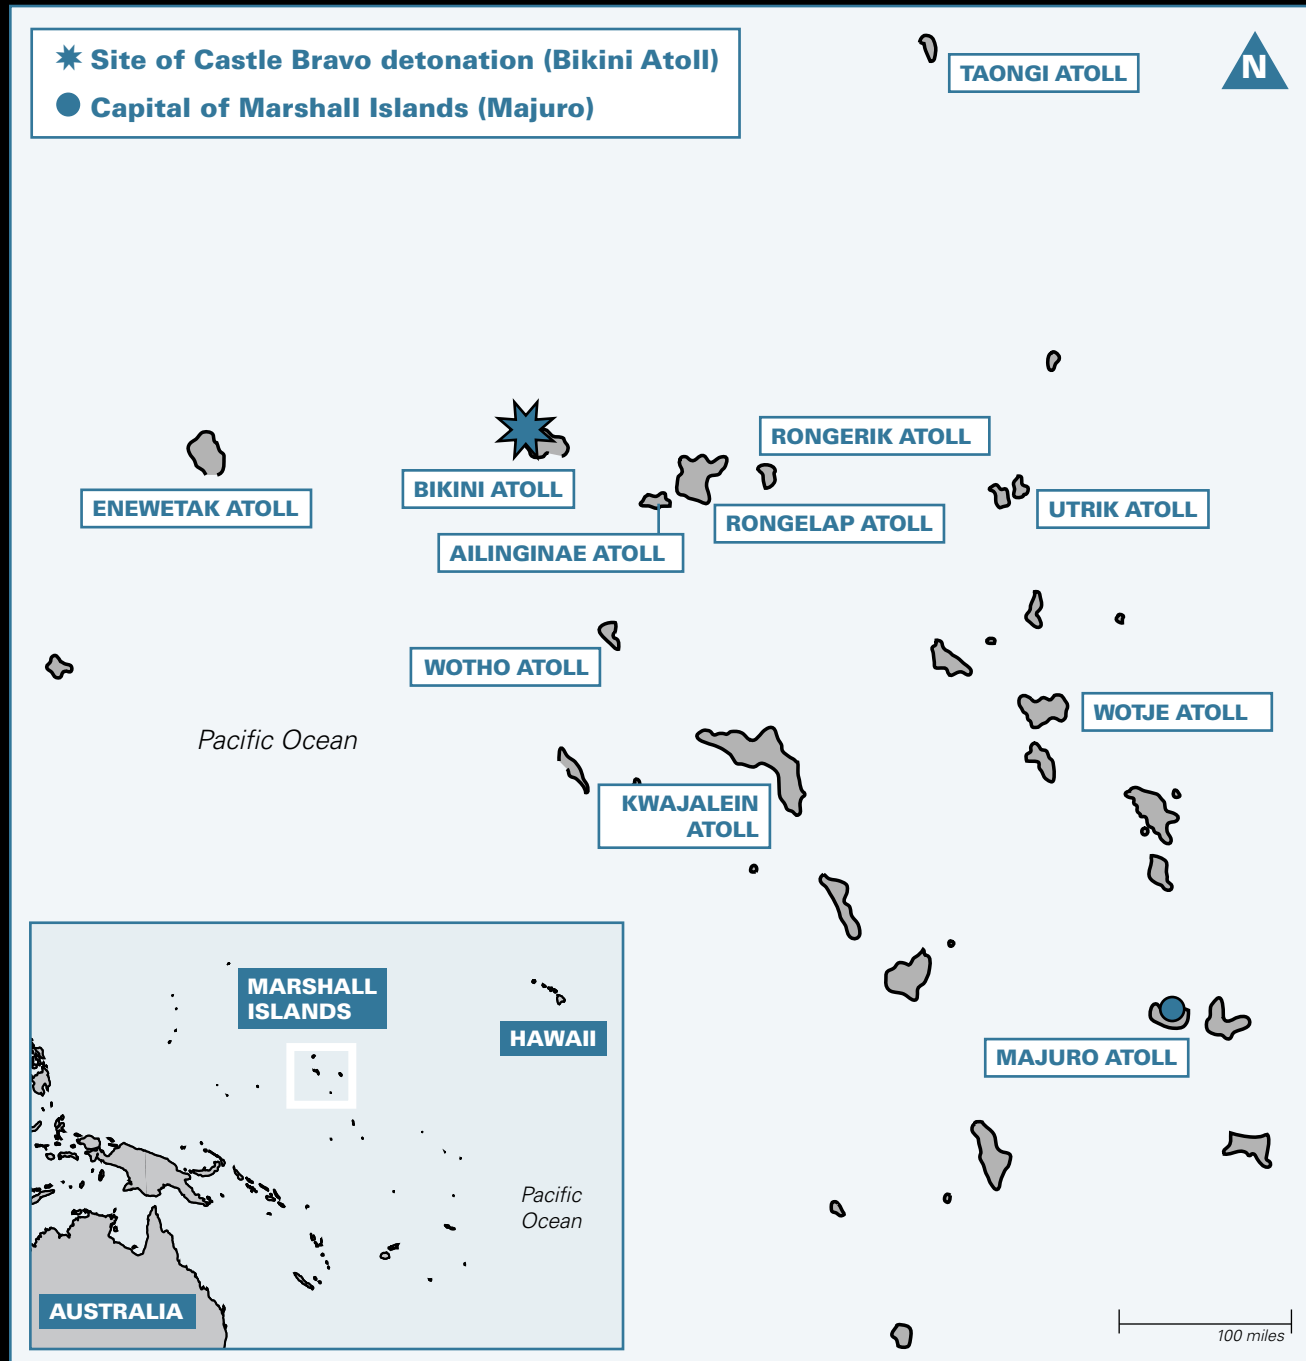 Site of Castle Bravo detonation (Bikini Atoll)
Capital of Marshall Islands (Majuro)
TAONGI ATOLL
N
RONGERIK ATOLL
BIKINI ATOLL
ENEWETAK ATOLL
UTRIK ATOLL
RONGELAP ATOLL
AILINGINAE ATOLL
WOTHO ATOLL
WOTJE ATOLL
Pacific Ocean
KWAJALEIN
ATOLL
MARSHALL
ISLANDS
HAWAII
MAJURO ATOLL
Pacific
Ocean
AUSTRALIA
100 miles